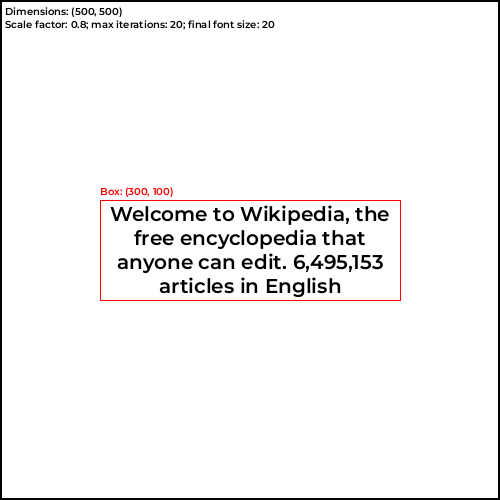 Dimensions: (500, 500)
Scale factor: 0.8; max iterations: 20; final font size: 20
Box: (300, 100)
Welcome to Wikipedia, the
free encyclopedia that
anyone can edit. 6,495,153
articles in English